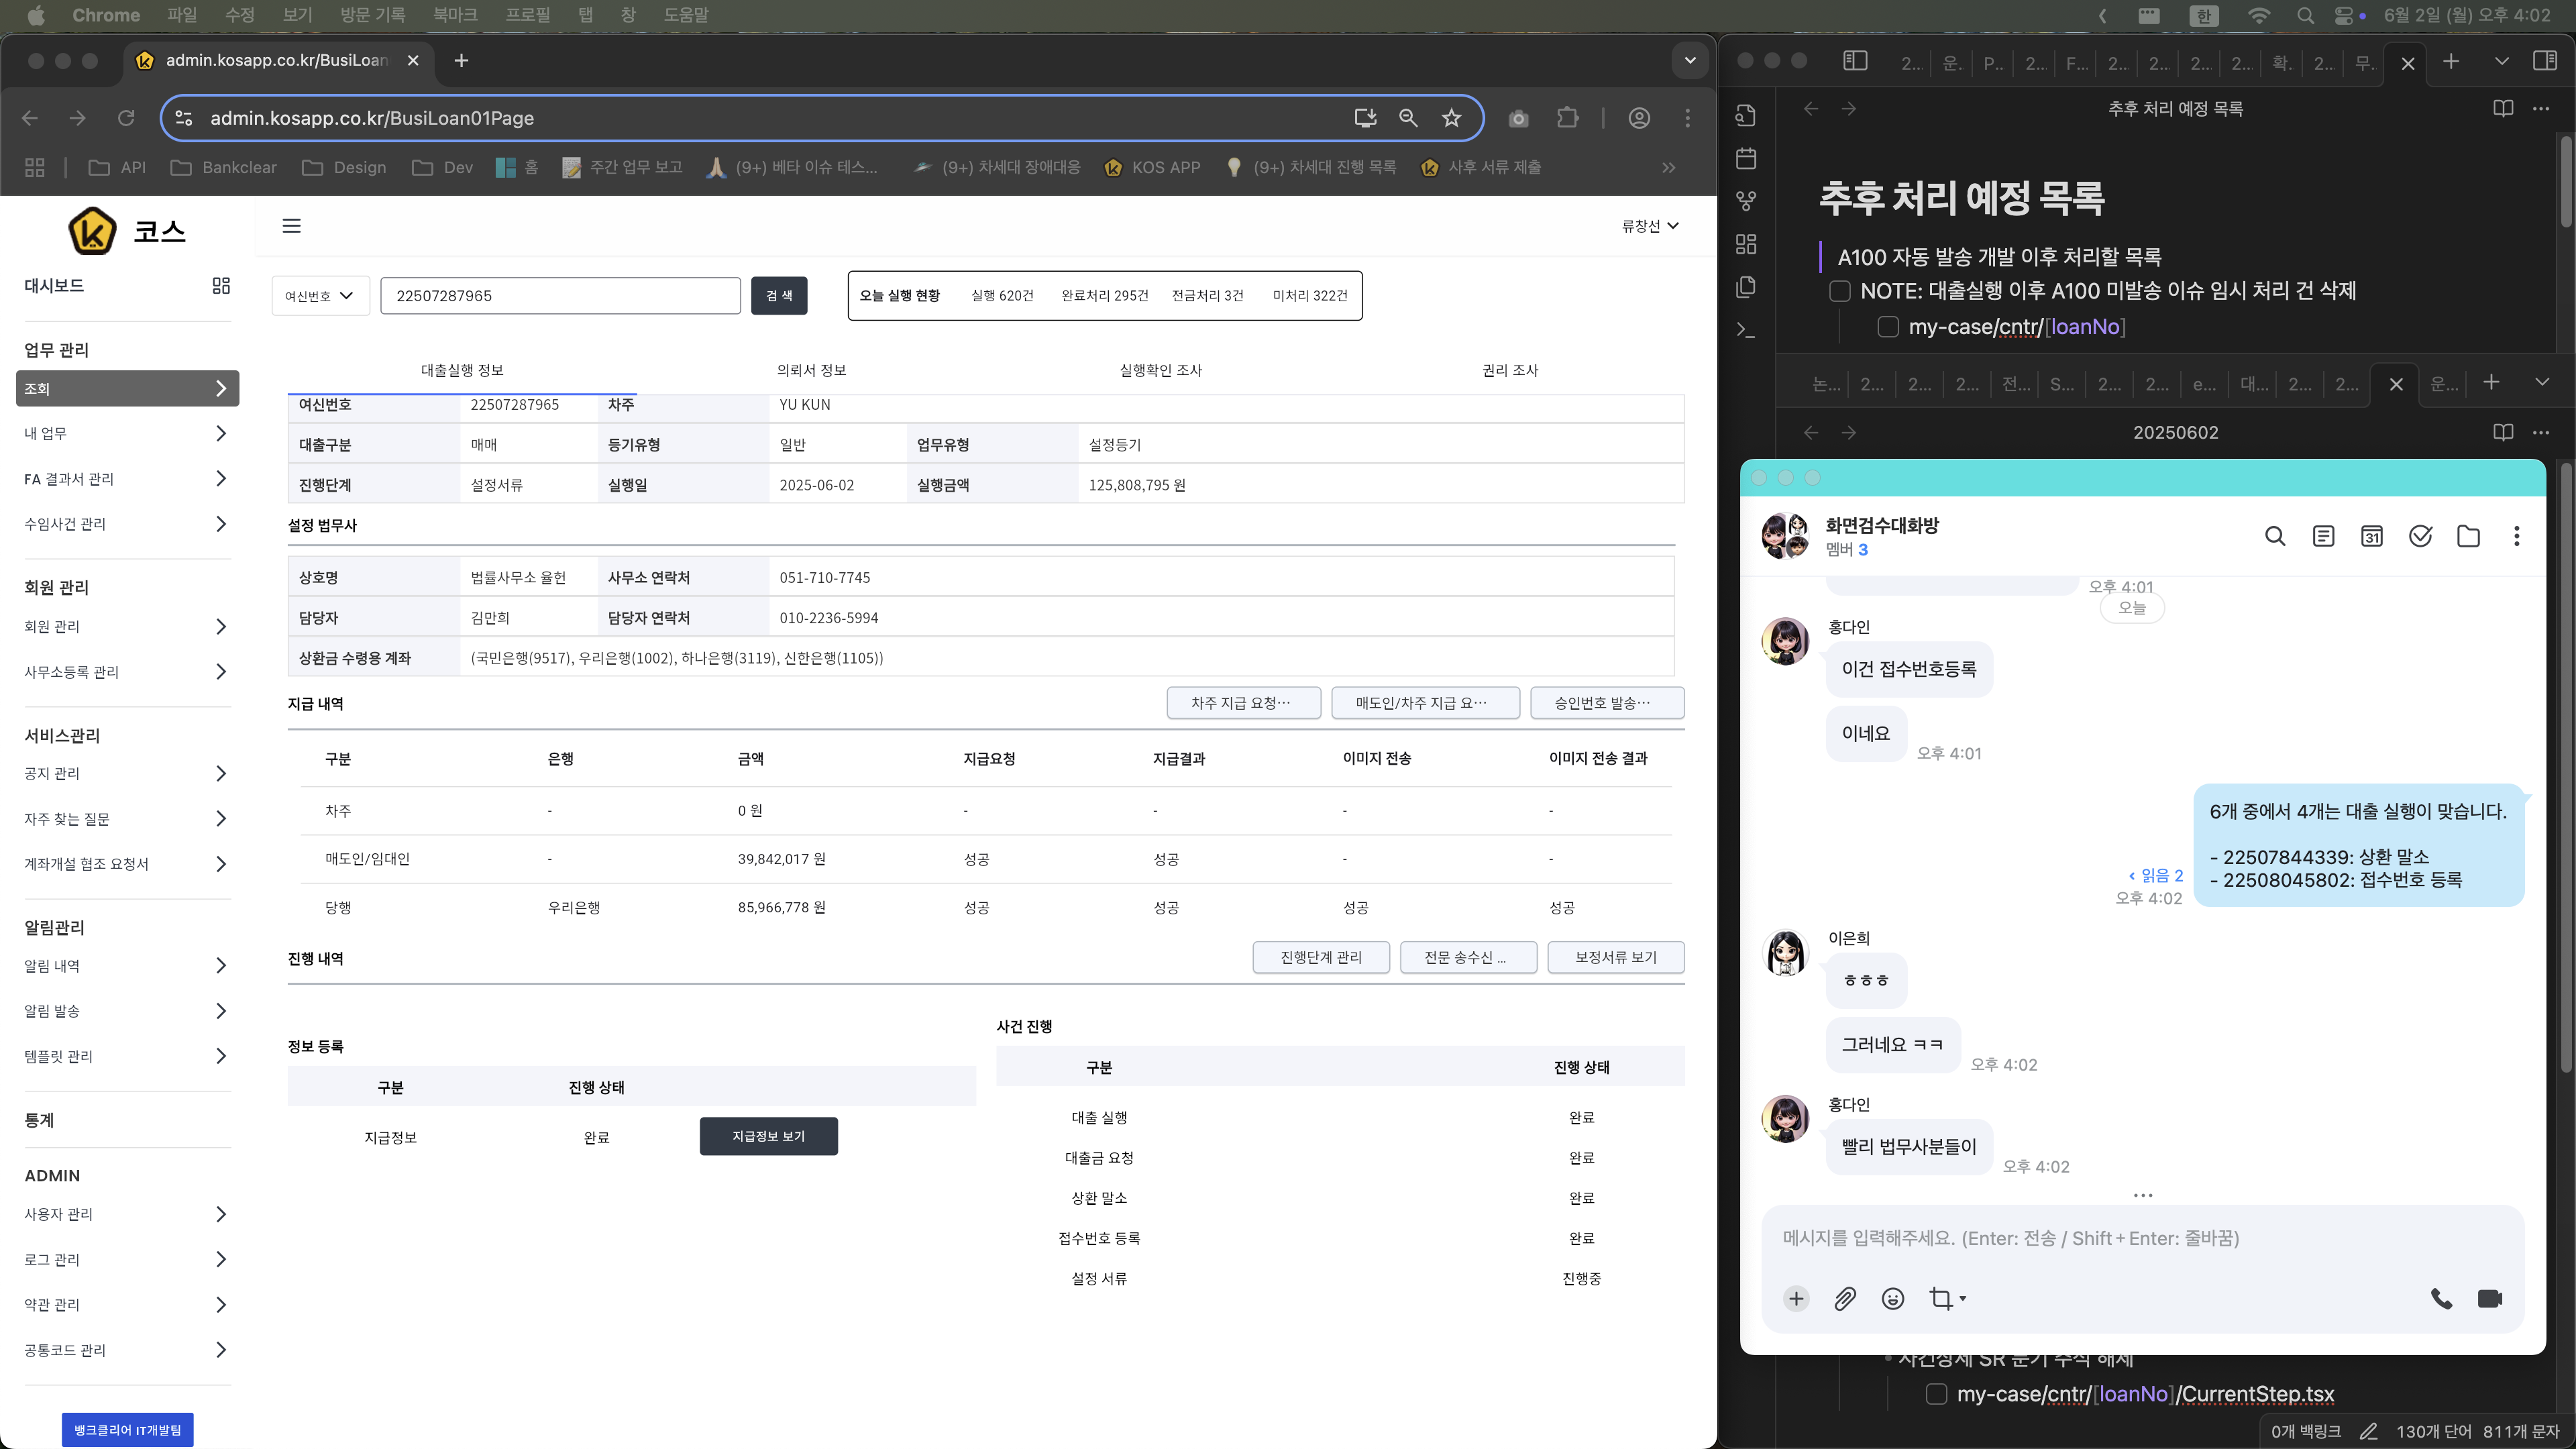 Chrome 파일 수정 보기 방문 기록 북마크 프로필 탭 창 도움말
한 6월 2일 (월) 오후 4:02
admin.kosapp.co.kr/BusiLoan
admin.kosapp.co.kr/BusiLoan01Page
API Bankclear Design Dev 홈 주간 업무 보고 (9+) 베타 이슈 테스... (9+) 차세대 장애대응 KOS APP (9+) 차세대 진행 목록 사후 서류 제출
코스
류창선
대시보드
업무 관리
조회
내 업무
FA 결과서 관리
수임사건 관리
회원 관리
회원 관리
사무소등록 관리
서비스관리
공지 관리
자주 찾는 질문
계좌개설 협조 요청서
알림관리
알림 내역
알림 발송
템플릿 관리
통계
ADMIN
사용자 관리
로그 관리
약관 관리
공통코드 관리
뱅크클리어 IT개발팀
여신번호 22507287965 검 색
오늘 실행 현황 실행 620건 완료처리 295건 전금처리 3건 미처리 322건
대출실행 정보 의뢰서 정보 실행확인 조사 권리 조사
여신번호 22507287965 차주 YU KUN
대출구분 매매 등기유형 일반 업무유형 설정등기
진행단계 설정서류 실행일 2025-06-02 실행금액 125,808,795 원
설정 법무사
상호명 법률사무소 율헌 사무소 연락처 051-710-7745
담당자 김만희 담당자 연락처 010-2236-5994
상환금 수령용 계좌 (국민은행(9517), 우리은행(1002), 하나은행(3119), 신한은행(1105))
지급 내역 차주 지급 요청… 매도인/차주 지급 요… 승인번호 발송…
구분 은행 금액 지급요청 지급결과 이미지 전송 이미지 전송 결과
차주 - 0 원 - - - -
매도인/임대인 - 39,842,017 원 성공 성공 - -
당행 우리은행 85,966,778 원 성공 성공 성공 성공
진행 내역 진행단계 관리 전문 송수신 ... 보정서류 보기
정보 등록
구분 진행 상태
지급정보 완료 지급정보 보기
사건 진행
구분 진행 상태
대출 실행 완료
대출금 요청 완료
상환 말소 완료
접수번호 등록 완료
설정 서류 진행중
2... 운. P... 2... F... 2... 2... 2... 2... 확. 2... 무.
추후 처리 예정 목록
추후 처리 예정 목록
A100 자동 발송 개발 이후 처리할 목록
NOTE: 대출실행 이후 A100 미발송 이슈 임시 처리 건 삭제
my-case/cntr/[loanNo]
논... 2... 2... 2... 전... S... 2... 2... e... 대... 2... 2... 운...
20250602
화면검수대화방
멤버 3
31
오후 4:01
오늘
홍다인
이건 접수번호등록
이네요
오후 4:01
6개 중에서 4개는 대출 실행이 맞습니다.
- 22507844339: 상환 말소
- 22508045802: 접수번호 등록
읽음 2
오후 4:02
이은희
ㅎㅎㅎ
그러네요 ㅋㅋ
오후 4:02
홍다인
빨리 법무사분들이
오후 4:02
메시지를 입력해주세요. (Enter: 전송 / Shift+Enter: 줄바꿈)
사건상세 SR 분기 주석 해제
my-case/cntr/[loanNo]/CurrentStep.tsx
0개 백링크 130개 단어 811개 문자